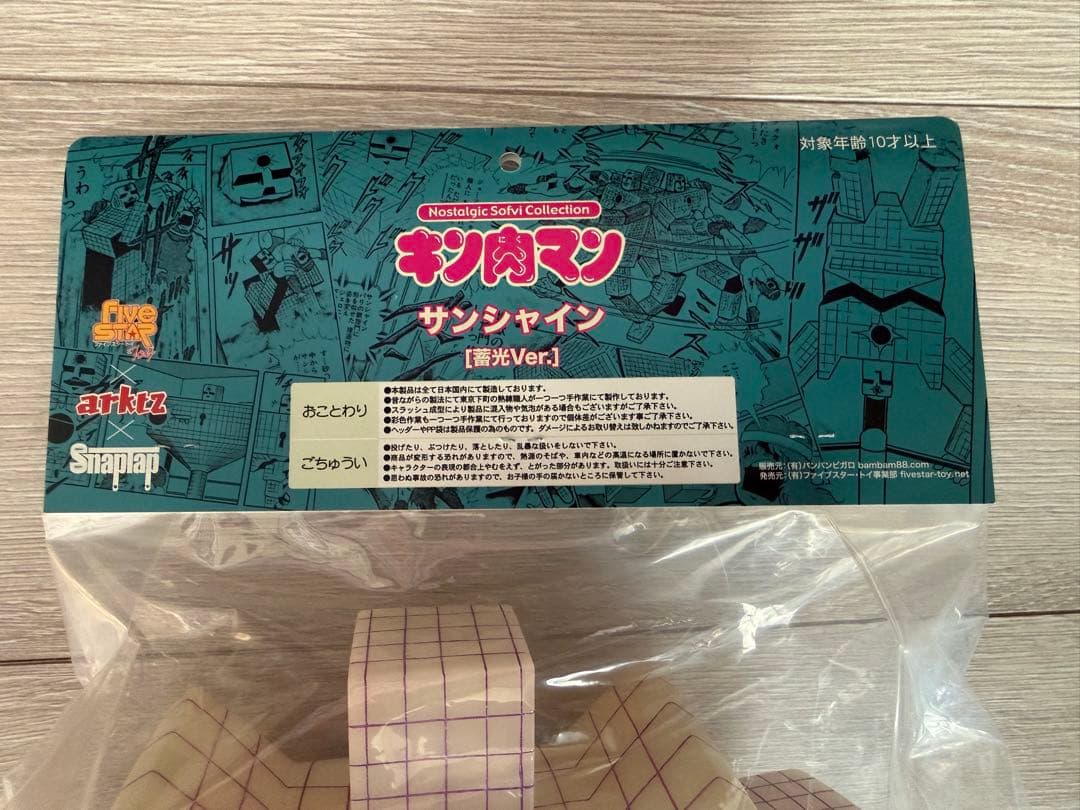 対象年齢10才以上
うわ
Nostalgic Sofvi Collection
キン肉マン
サンシャイン
[蓄光Ver.]
Five
STAR
ファイブスター
Toy
×
arktz
×
SnapTap
おことわり
●本製品は全て日本国内にて製造しております。
●昔ながらの製法にて東京下町の熟練職人が一つ一つ手作業にて製作しております。
●スラッシュ成型により製品に混入物や気泡がある場合もございますがご了承下さい。
●彩色作業も一つ一つ手作業にて行っておりますので個体差がございます事ご了承下さい。
●ヘッダーやPP袋は製品保護の為のものです。ダメージによるお取り替えは致しかねますのでご了承下さい。
ごちゅうい
●投げたり、ぶつけたり、落としたり、乱暴な扱いをしないで下さい。
●商品が変形する恐れがありますので、熱源のそばや、車内などの高温になる場所に置かないで下さい。
●キャラクターの表現の都合上やむをえず、とがった部分があります。取扱いには十分ご注意下さい。
●思わぬ事故の恐れがありますので、お子様の手の届かないところに保管して下さい。
販売元:(有)バンバンビガロ bambam88.com
発売元:(有)ファイブスター・トイ事業部 fivestar-toy.net